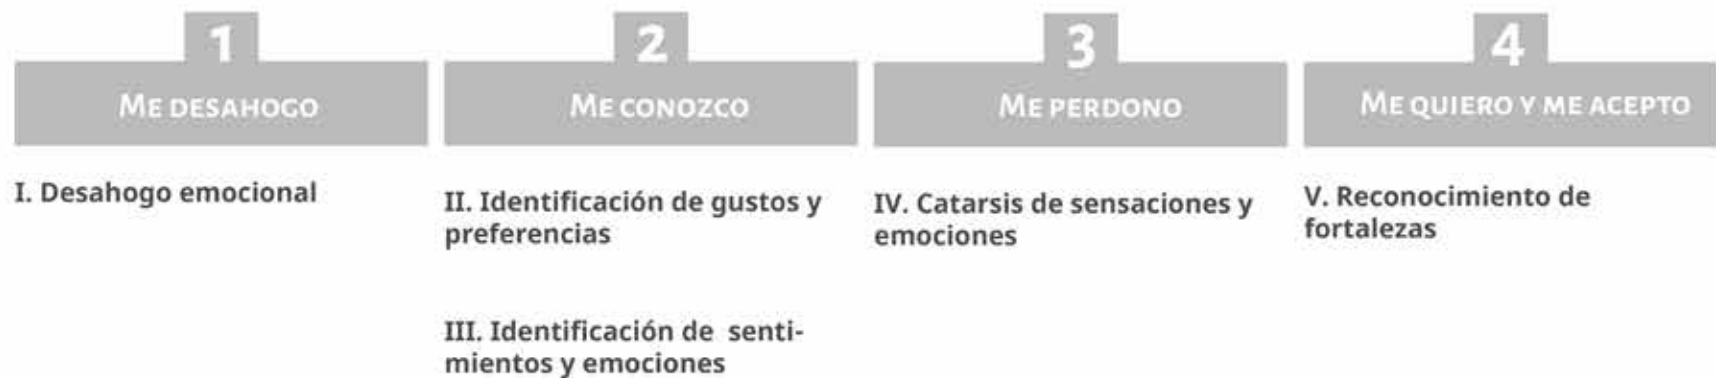 1
ME DESAHOGO
I. Desahogo emocional
2
ME CONOZCO
II. Identificación de gustos y
preferencias
III. Identificación de senti-
mientos y emociones
3
ME PERDONO
IV. Catarsis de sensaciones y
emociones
4
ME QUIERO Y ME ACEPTO
V. Reconocimiento de
fortalezas